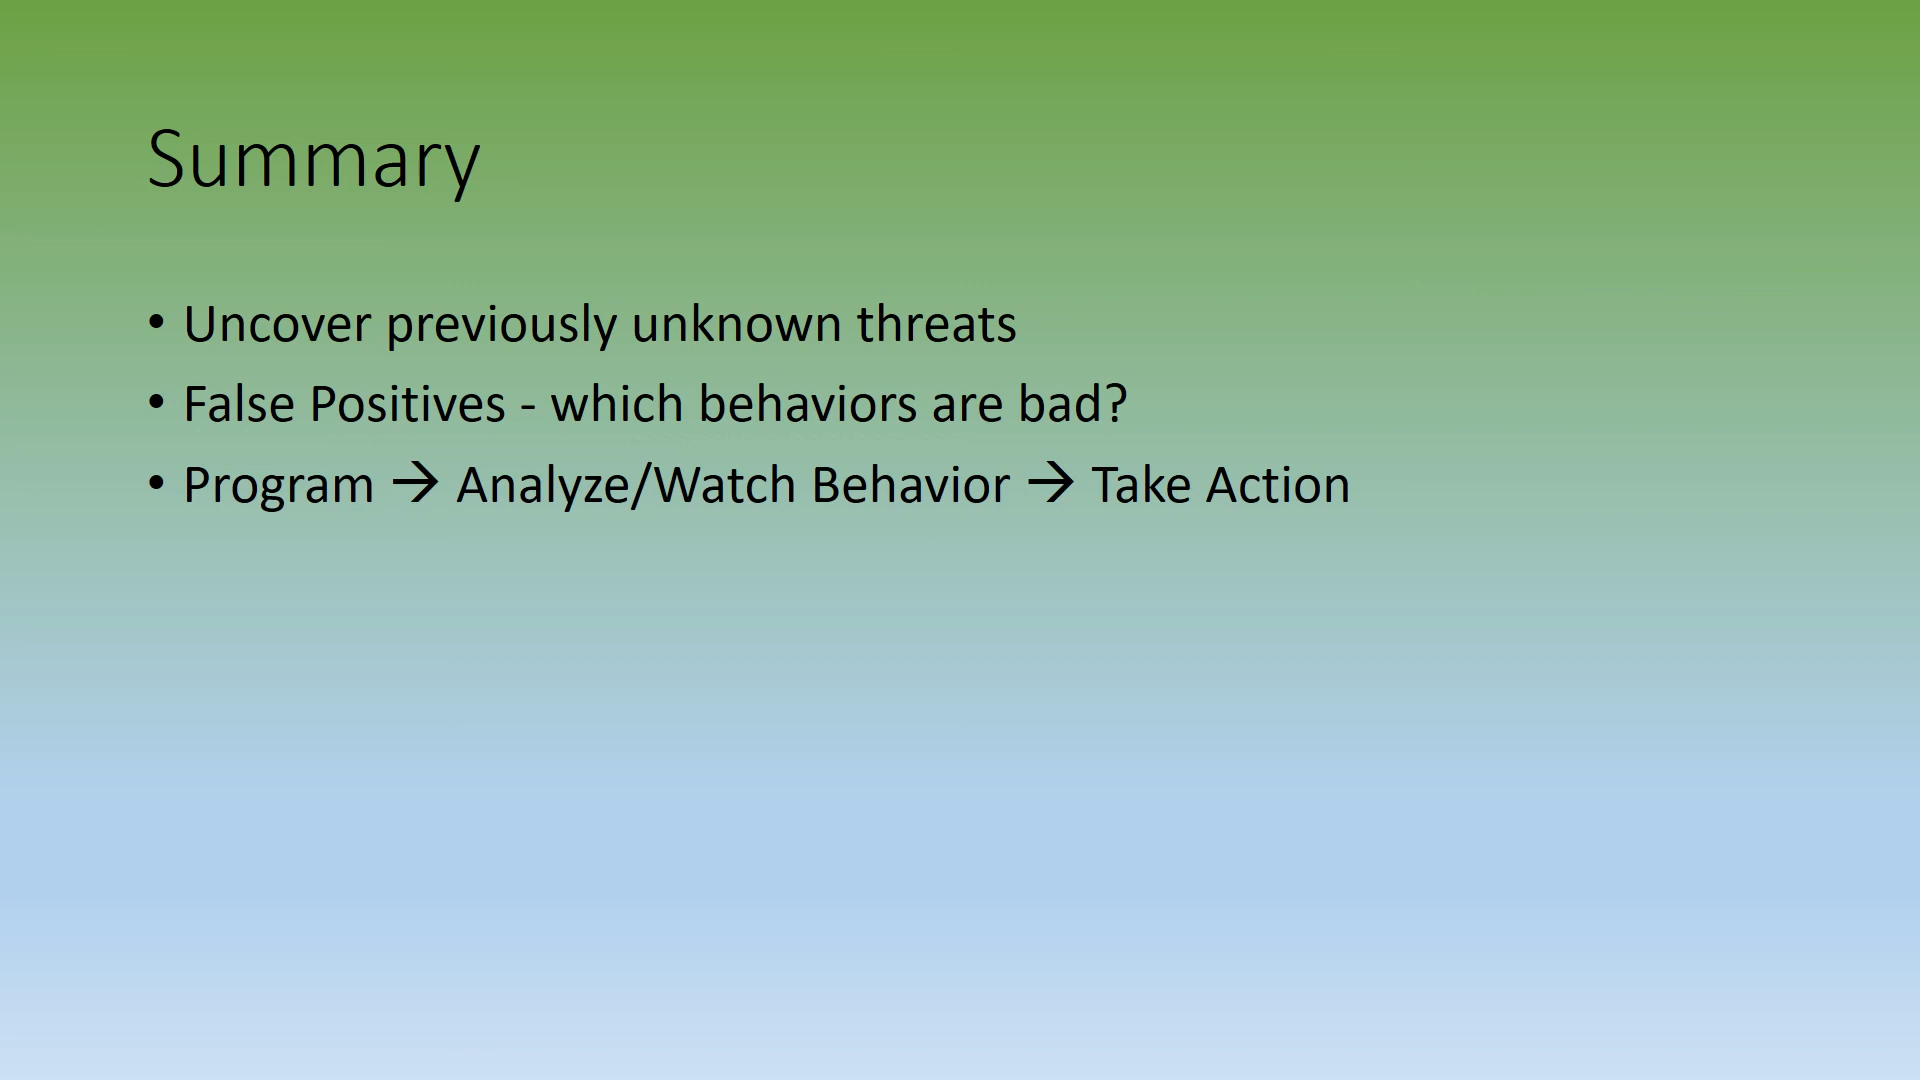 Summary
• Uncover previously unknown threats
• False Positives - which behaviors are bad?
• Program → Analyze/Watch Behavior → Take Action